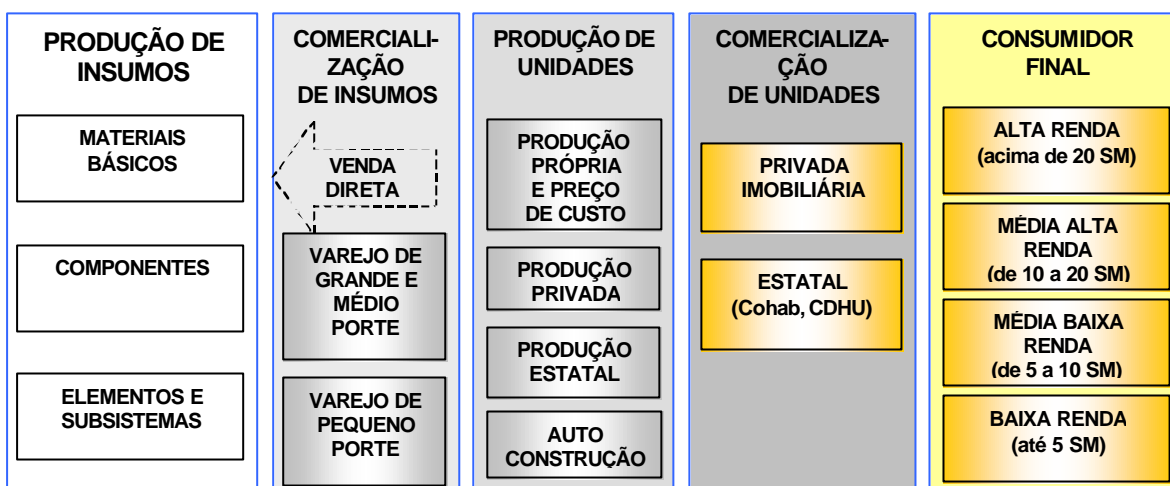 PRODUÇÃO DE
INSUMOS
MATERIAIS
BÁSICOS
COMPONENTES
ELEMENTOS E
SUBSISTEMAS
COMERCIALI-
ZAÇÃO
DE INSUMOS
VENDA
DIRETA
VAREJO DE
GRANDE E
MÉDIO
PORTE
VAREJO DE
PEQUENO
PORTE
PRODUÇÃO DE
UNIDADES
PRODUÇÃO
PRÓPRIA
E PREÇO
DE CUSTO
PRODUÇÃO
PRIVADA
PRODUÇÃO
ESTATAL
AUTO
CONSTRUÇÃO
COMERCIALIZA-
ÇÃO
DE UNIDADES
PRIVADA
IMOBILIÁRIA
ESTATAL
(Cohab, CDHU)
CONSUMIDOR
FINAL
ALTA RENDA
(acima de 20 SM)
MÉDIA ALTA
RENDA
(de 10 a 20 SM)
MÉDIA BAIXA
RENDA
(de 5 a 10 SM)
BAIXA RENDA
(até 5 SM)